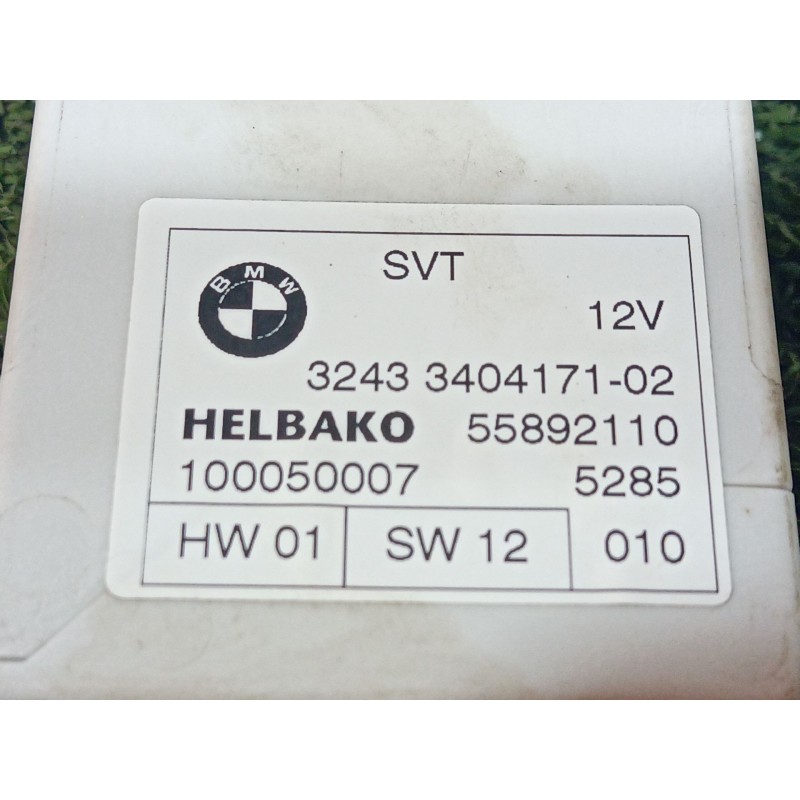 SVT
BMW
12V
3243 3404171-02
HELBAKO 55892110
100050007 5285
HW 01 SW 12 010